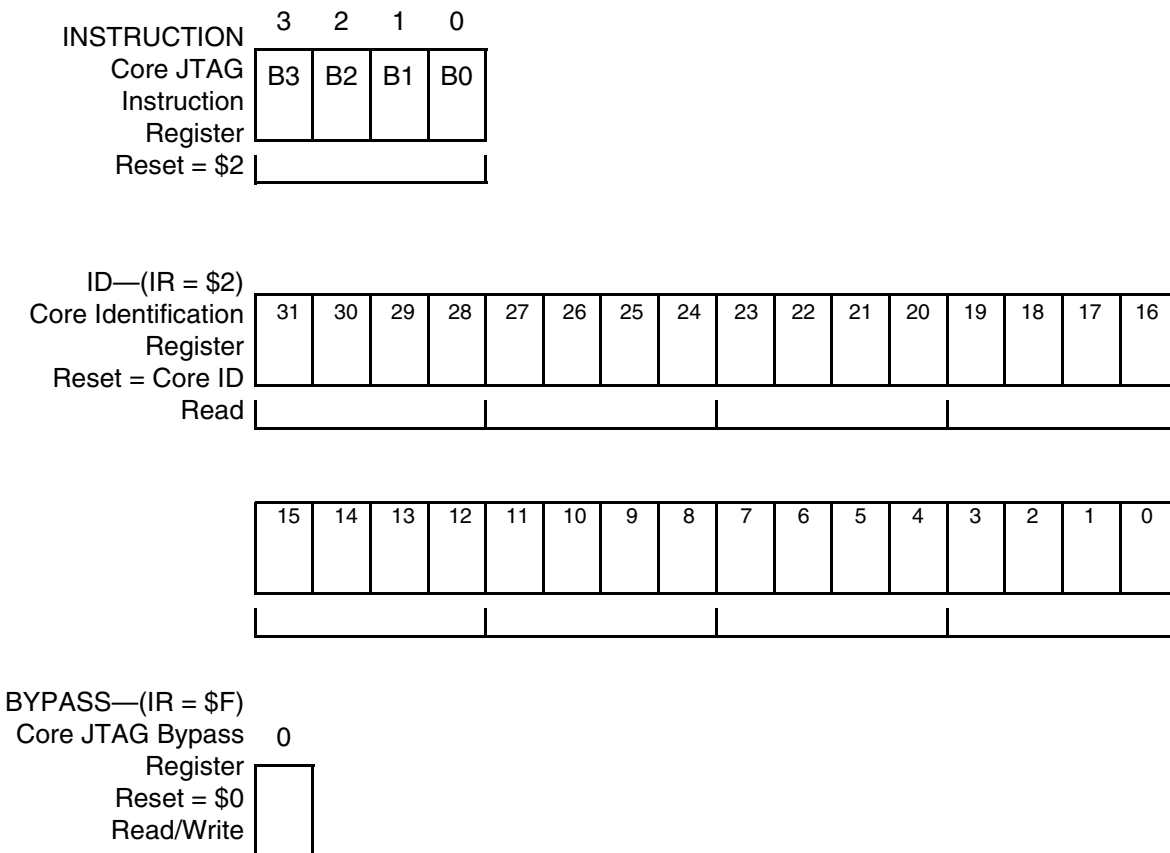 3 2 1 0
INSTRUCTION
Core JTAG
Instruction
Register
Reset = $2
B3 B2 B1 B0
ID—(IR = $2)
Core Identification
Register
Reset = Core ID
Read
31 30 29 28 27 26 25 24 23 22 21 20 19 18 17 16
15 14 13 12 11 10 9 8 7 6 5 4 3 2 1 0
BYPASS—(IR = $F)
Core JTAG Bypass
Register
Reset = $0
Read/Write
0